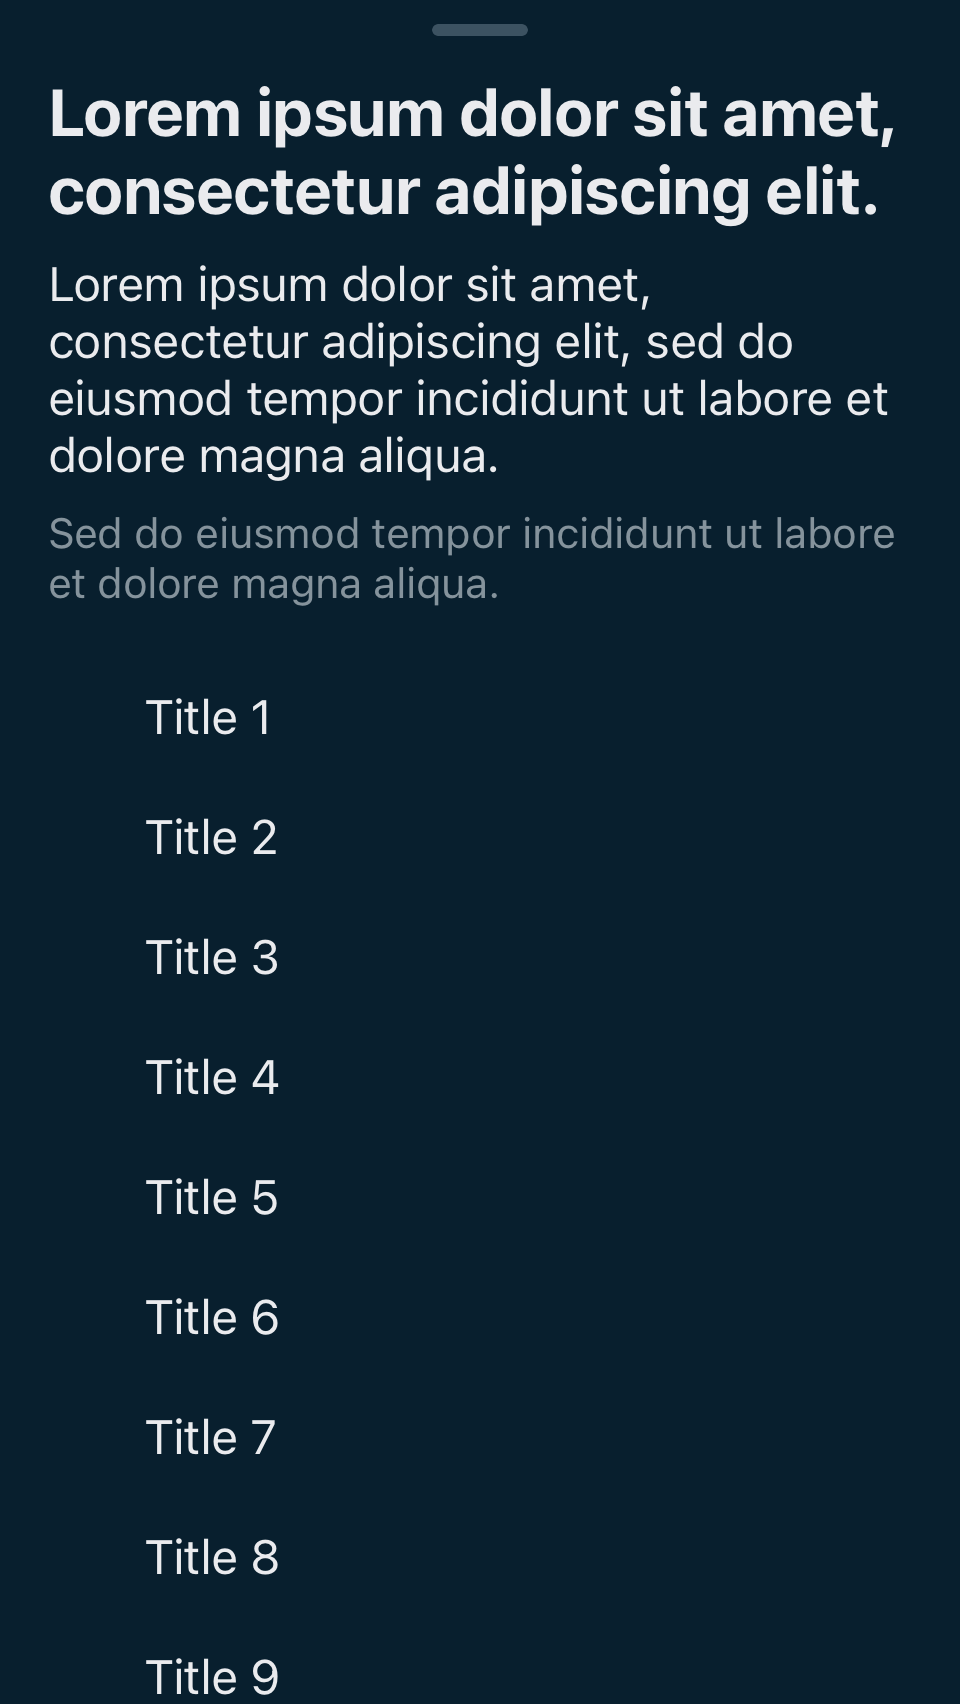 Lorem ipsum dolor sit amet,
consectetur adipiscing elit.
Lorem ipsum dolor sit amet,
consectetur adipiscing elit, sed do
eiusmod tempor incididunt ut labore et
dolore magna aliqua.
Sed do eiusmod tempor incididunt ut labore
et dolore magna aliqua.
Title 1
Title 2
Title 3
Title 4
Title 5
Title 6
Title 7
Title 8
Title 9